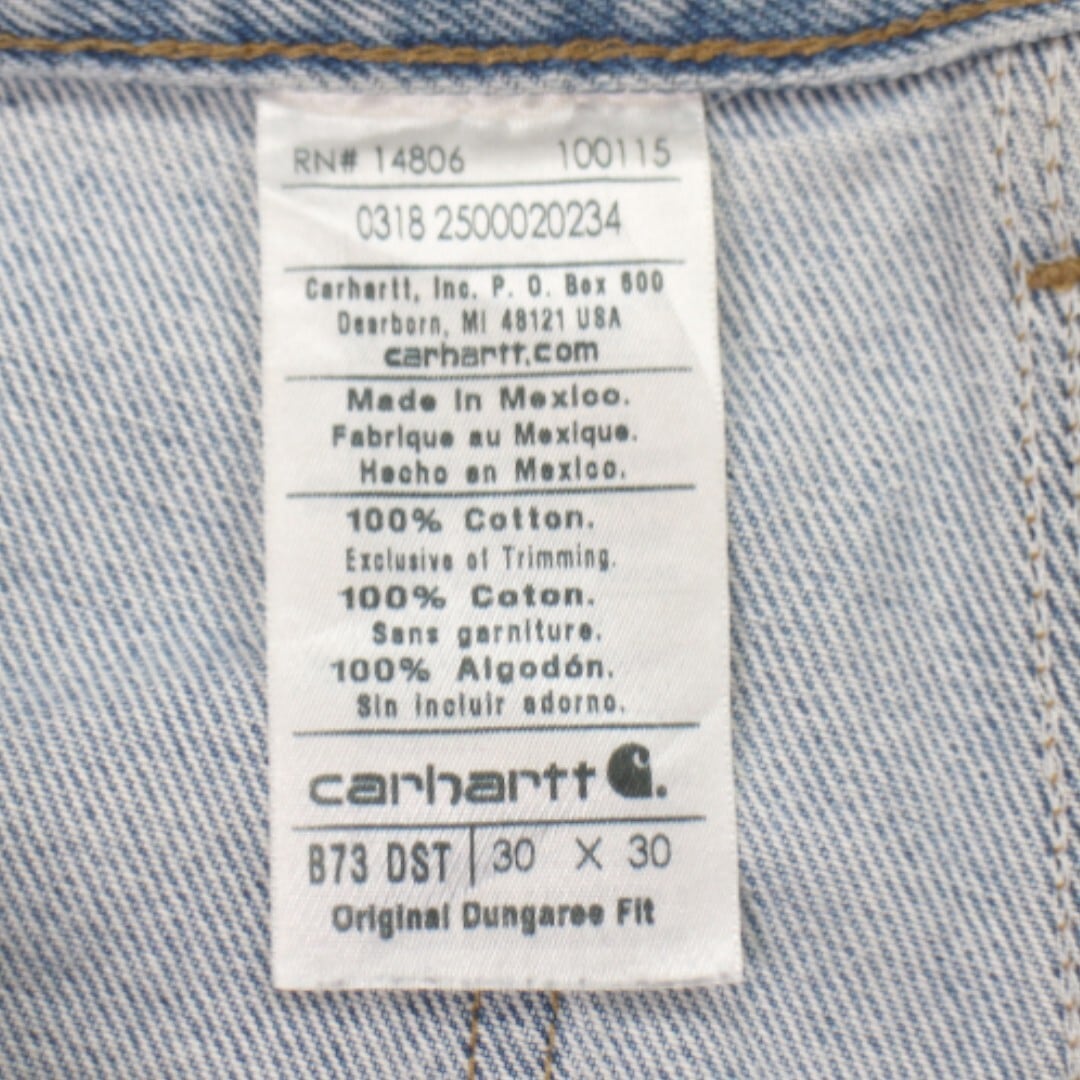 RN# 14806 100115
0318 2500020234
Carhartt, Inc. P. O. Box 600
Dearborn, MI 48121 USA
carhartt.com
Made in Mexico.
Fabrique au Mexique.
Hecho en Mexico.
100% Cotton.
Exclusive of Trimming.
100% Coton.
Sans garniture.
100% Algodón.
Sin incluir adorno.
carhartt
B73 DST | 30 X 30
Original Dungaree Fit